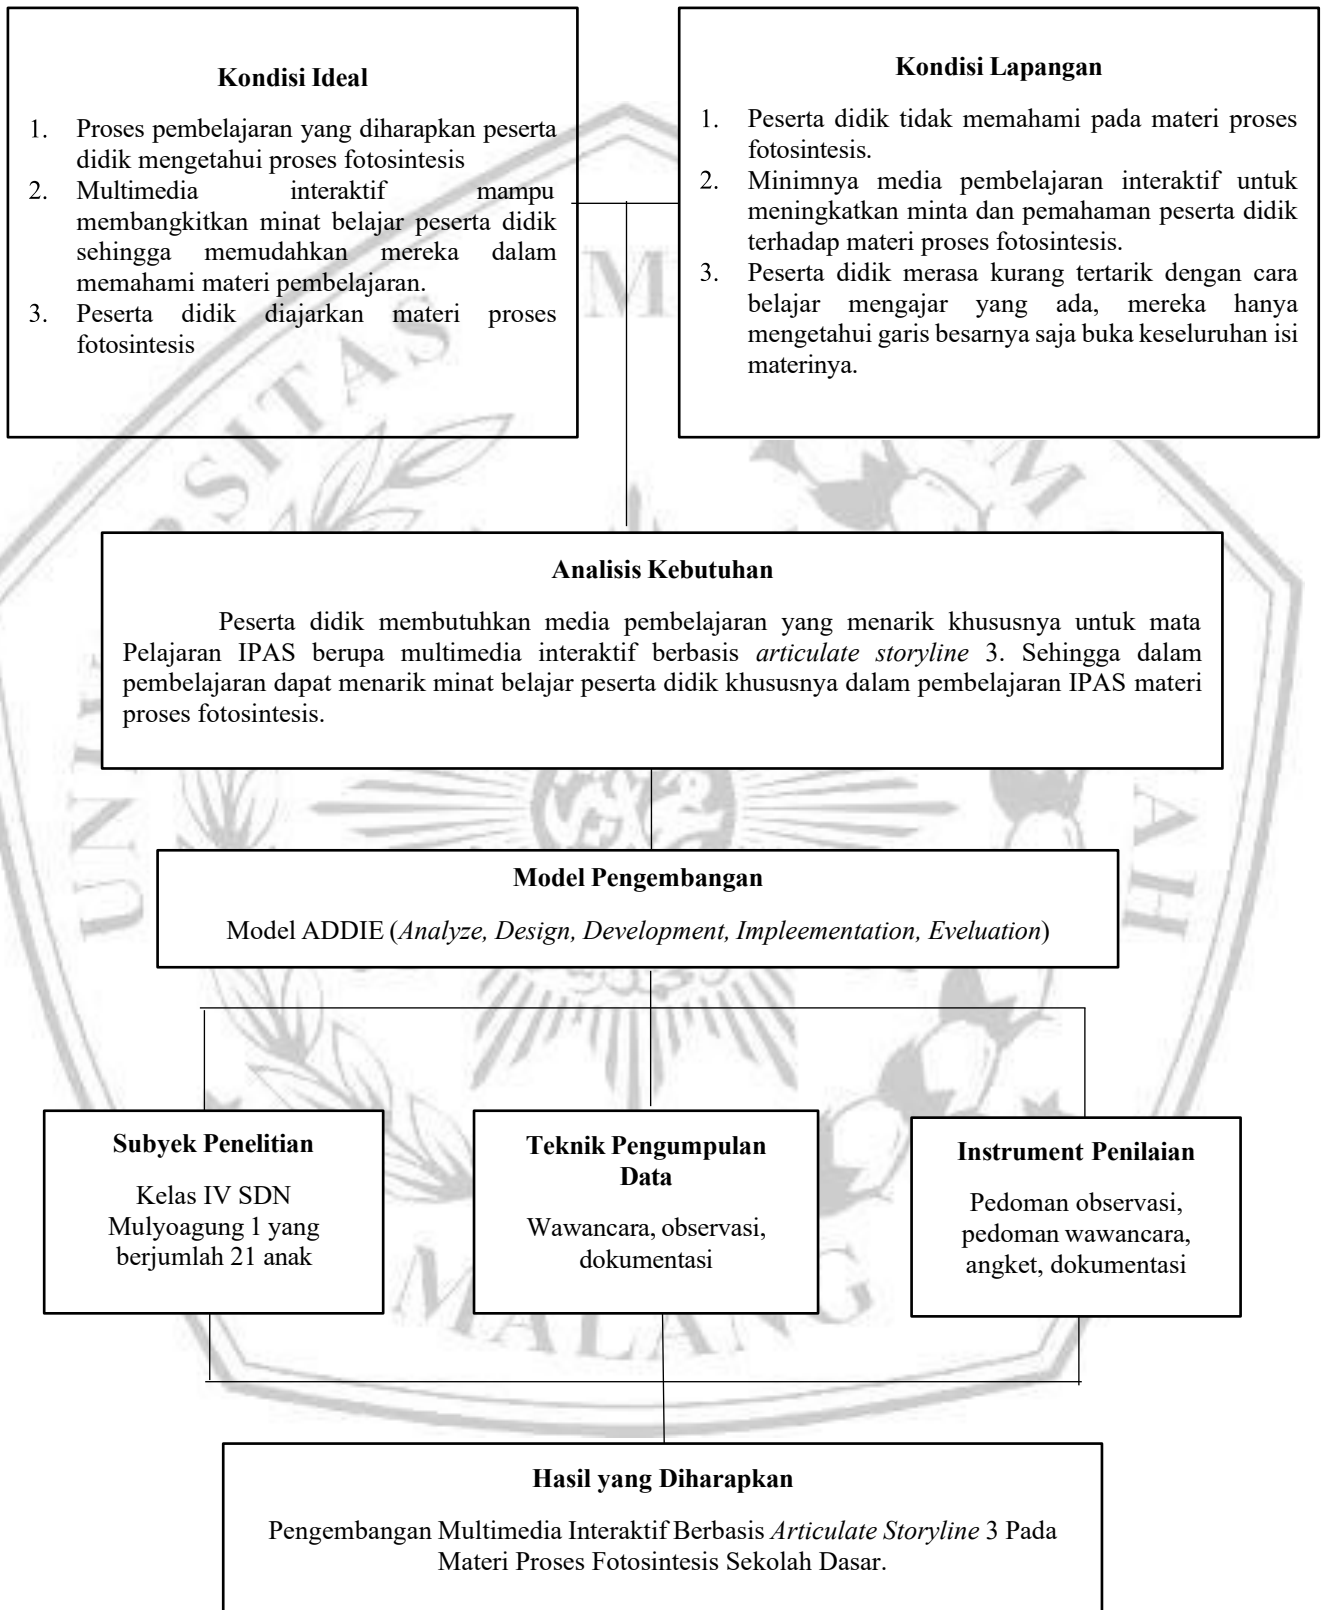 Kondisi Ideal
1. Proses pembelajaran yang diharapkan peserta
didik mengetahui proses fotosintesis
2. Multimedia interaktif mampu
membangkitkan minat belajar peserta didik
sehingga memudahkan mereka dalam
memahami materi pembelajaran.
3. Peserta didik diajarkan materi proses
fotosintesis
Kondisi Lapangan
1. Peserta didik tidak memahami pada materi proses
fotosintesis.
2. Minimnya media pembelajaran interaktif untuk
meningkatkan minta dan pemahaman peserta didik
terhadap materi proses fotosintesis.
3. Peserta didik merasa kurang tertarik dengan cara
belajar mengajar yang ada, mereka hanya
mengetahui garis besarnya saja buka keseluruhan isi
materinya.
Analisis Kebutuhan
Peserta didik membutuhkan media pembelajaran yang menarik khususnya untuk mata
Pelajaran IPAS berupa multimedia interaktif berbasis articulate storyline 3. Sehingga dalam
pembelajaran dapat menarik minat belajar peserta didik khususnya dalam pembelajaran IPAS materi
proses fotosintesis.
Model Pengembangan
Model ADDIE (Analyze, Design, Development, Impleementation, Eveluation)
Subyek Penelitian
Kelas IV SDN
Mulyoagung 1 yang
berjumlah 21 anak
Teknik Pengumpulan
Data
Wawancara, observasi,
dokumentasi
Instrument Penilaian
Pedoman observasi,
pedoman wawancara,
angket, dokumentasi
Hasil yang Diharapkan
Pengembangan Multimedia Interaktif Berbasis Articulate Storyline 3 Pada
Materi Proses Fotosintesis Sekolah Dasar.
MALANG